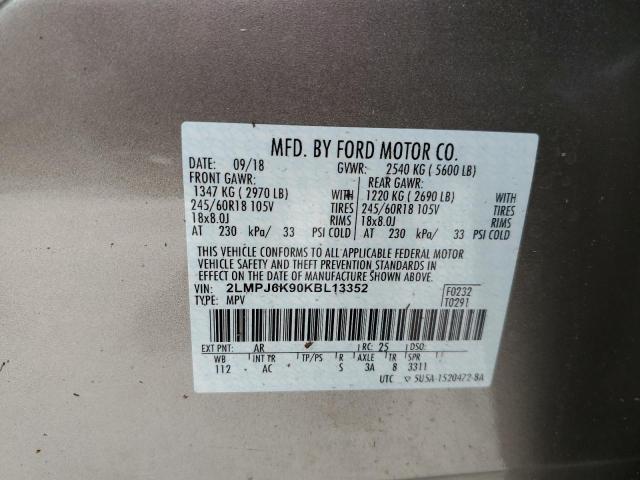 MFD. BY FORD MOTOR CO.
DATE: 09/18 GVWR: 2540 KG ( 5600 LB)
FRONT GAWR: REAR GAWR:
1347 KG ( 2970 LB) WITH 1220 KG ( 2690 LB) WITH
245/60R18 105V TIRES 245/60R18 105V TIRES
18x8.0J RIMS 18x8.0J RIMS
AT 230 kPa/ 33 PSI COLD AT 230 kPa/ 33 PSI COLD
THIS VEHICLE CONFORMS TO ALL APPLICABLE FEDERAL MOTOR
VEHICLE SAFETY AND THEFT PREVENTION STANDARDS IN EFFECT
ON THE DATE OF MANUFACTURE SHOWN ABOVE.
VIN: 2LMPJ6K90KBL13352 F0232
TYPE: MPV T0291
EXT PNT: AR RC: 25 DSO:
WB INT TR TP/PS R AXLE TR SPR
112 AC S 3A 8 3311
UTC 5U5A-1520472-BA